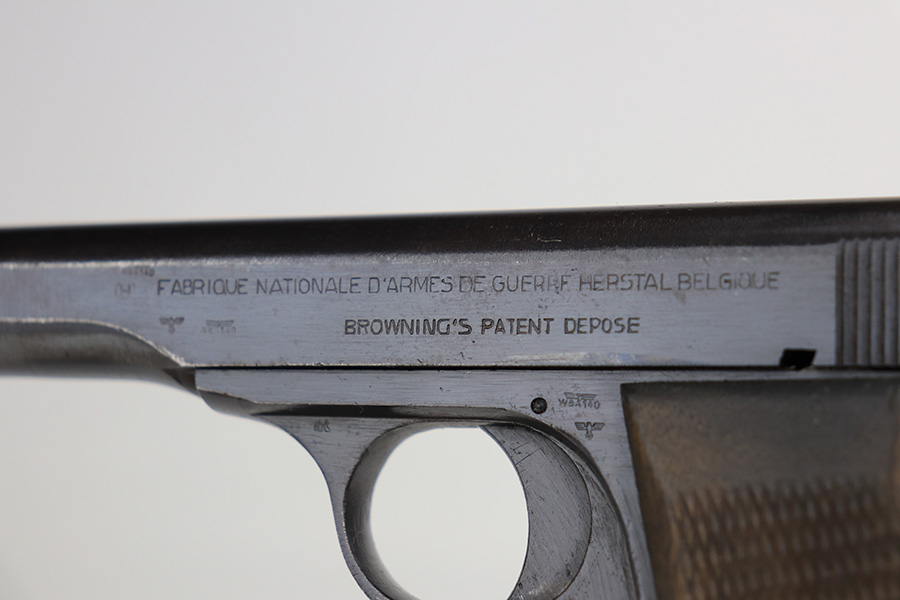 FABRIQUE NATIONALE D'ARMES DE GUERRE HERSTAL BELGIQUE
BROWNING'S PATENT DEPOSE
WaA140